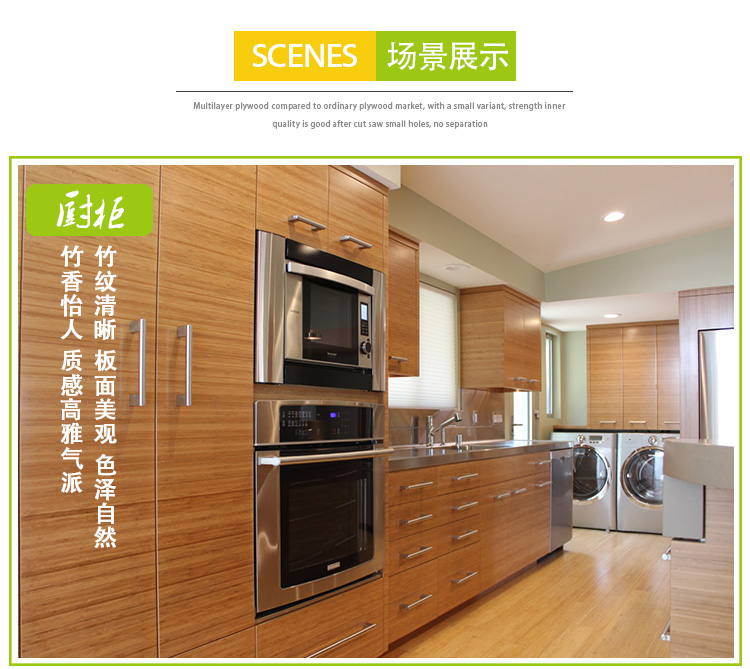 SCENES 场景展示
Multilayer plywood compared to ordinary plywood market, with a small variant, strength inner
quality is good after cut saw small holes, no separation
厨柜
竹纹清晰 板面美观 色泽自然
竹香怡人 质感高雅气派